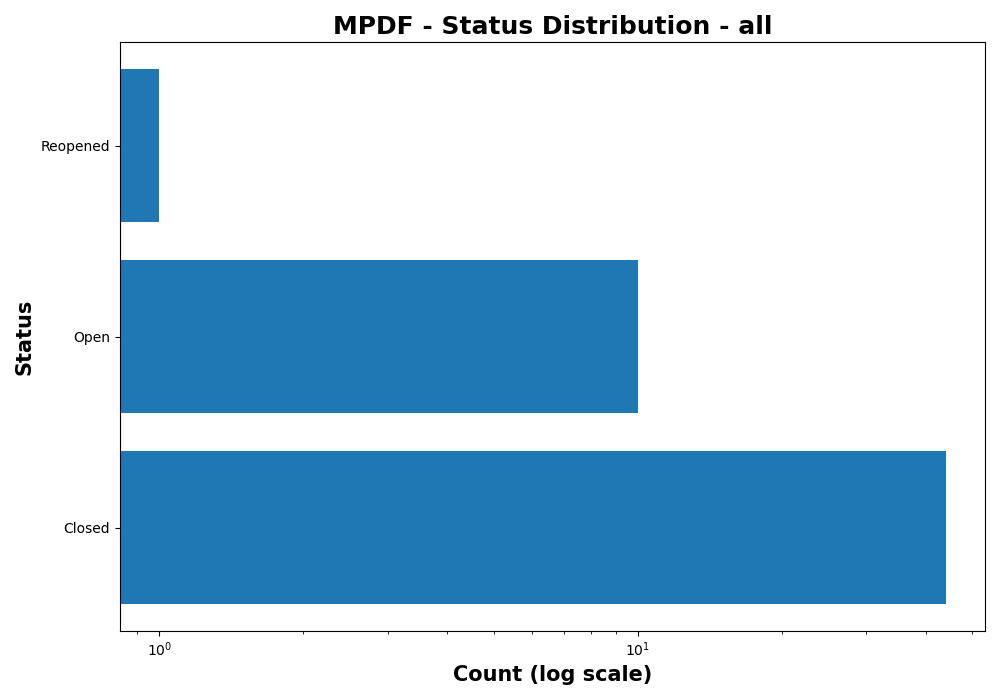 MPDF - Status Distribution - all
Status
Reopened
Open
Closed
10⁰ 10¹
Count (log scale)